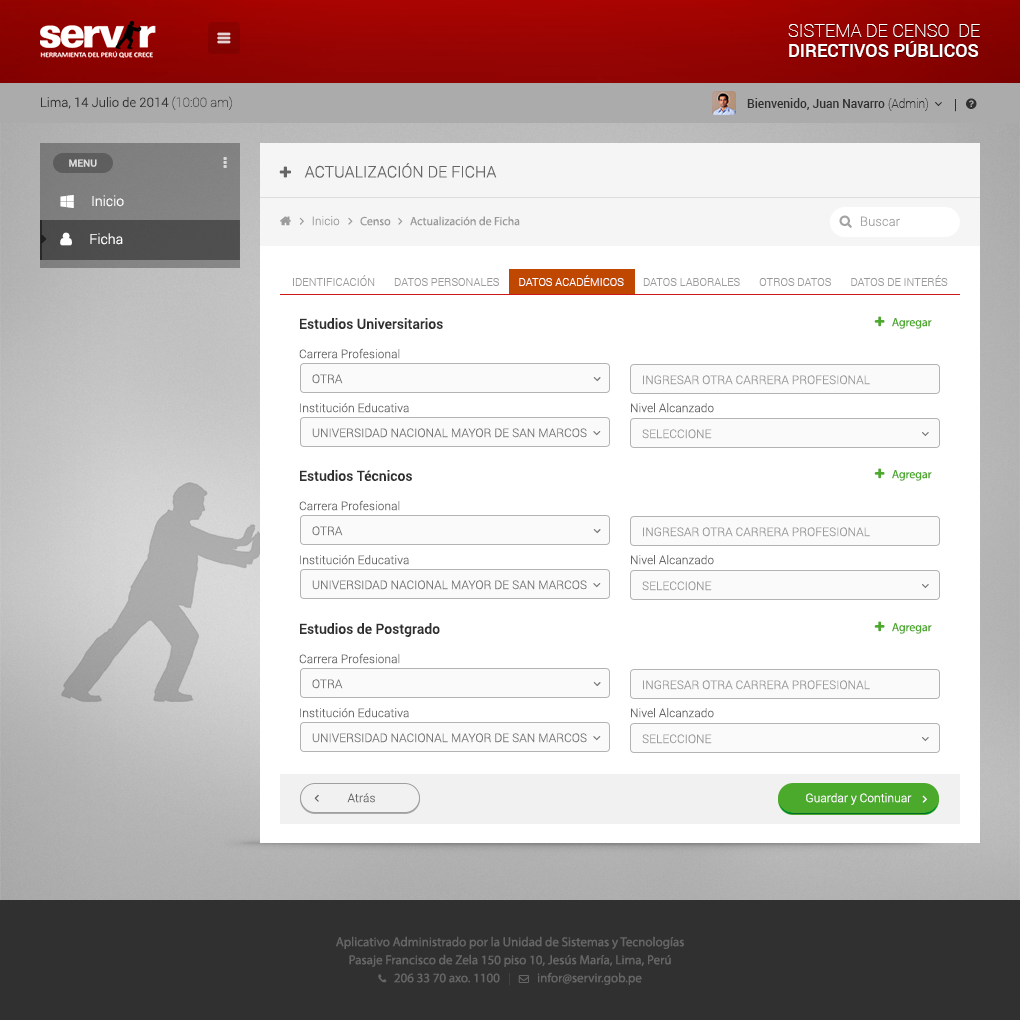 servir
HERRAMIENTA DEL PERÚ QUE CRECE
SISTEMA DE CENSO DE
DIRECTIVOS PÚBLICOS
Lima, 14 Julio de 2014 (10:00 am)
Bienvenido, Juan Navarro (Admin) |
MENU
Inicio
Ficha
ACTUALIZACIÓN DE FICHA
Inicio > Censo > Actualización de Ficha
Buscar
IDENTIFICACIÓN DATOS PERSONALES DATOS ACADÉMICOS DATOS LABORALES OTROS DATOS DATOS DE INTERÉS
Estudios Universitarios
+ Agregar
Carrera Profesional
OTRA
INGRESAR OTRA CARRERA PROFESIONAL
Institución Educativa
Nivel Alcanzado
UNIVERSIDAD NACIONAL MAYOR DE SAN MARCOS
SELECCIONE
Estudios Técnicos
+ Agregar
Carrera Profesional
OTRA
INGRESAR OTRA CARRERA PROFESIONAL
Institución Educativa
Nivel Alcanzado
UNIVERSIDAD NACIONAL MAYOR DE SAN MARCOS
SELECCIONE
Estudios de Postgrado
+ Agregar
Carrera Profesional
OTRA
INGRESAR OTRA CARRERA PROFESIONAL
Institución Educativa
Nivel Alcanzado
UNIVERSIDAD NACIONAL MAYOR DE SAN MARCOS
SELECCIONE
Atrás
Guardar y Continuar
Aplicativo Administrado por la Unidad de Sistemas y Tecnologías
Pasaje Francisco de Zela 150 piso 10, Jesús María, Lima, Perú
206 33 70 axo. 1100 | infor@servir.gob.pe